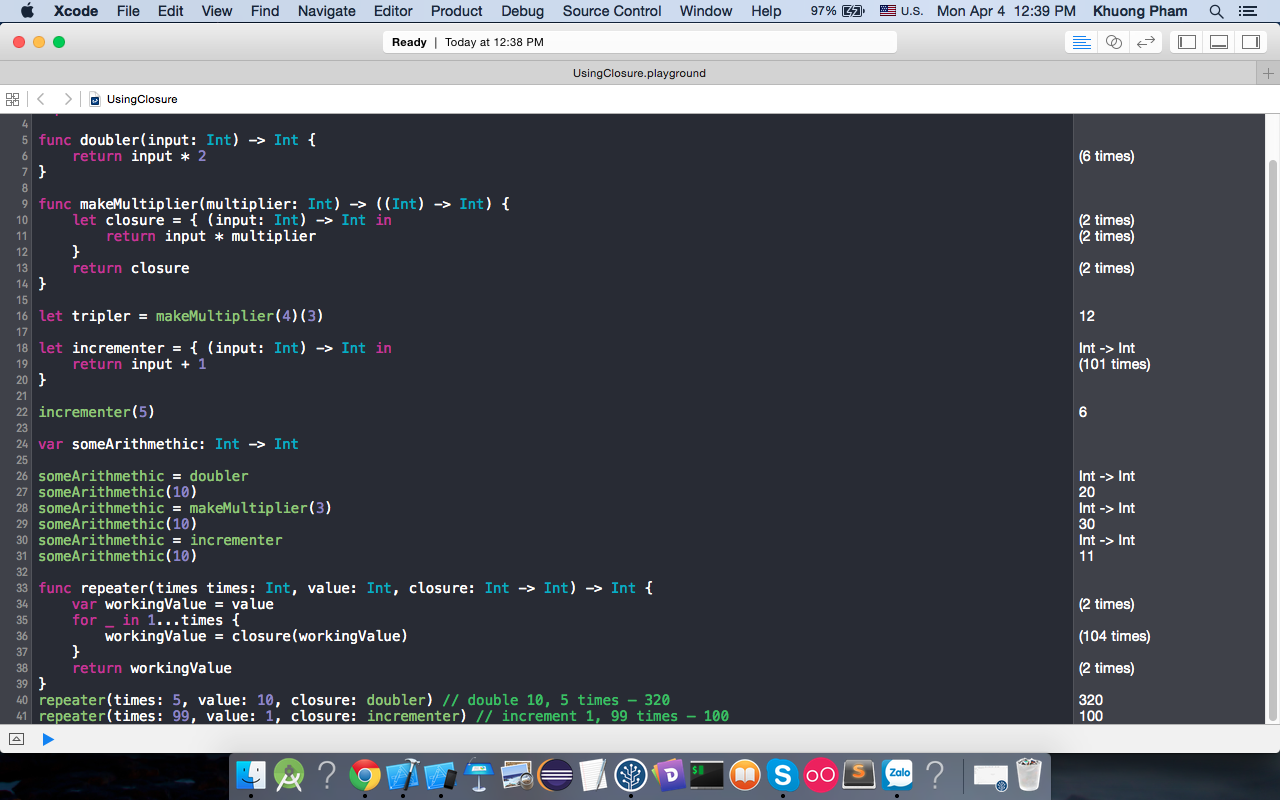 Xcode File Edit View Find Navigate Editor Product Debug Source Control Window Help 97% U.S. Mon Apr 4 12:39 PM Khuong Pham
Ready | Today at 12:38 PM
UsingClosure.playground
UsingClosure
4
5 func doubler(input: Int) -> Int {
6 return input * 2 (6 times)
7 }
8
9 func makeMultiplier(multiplier: Int) -> ((Int) -> Int) {
10 let closure = { (input: Int) -> Int in (2 times)
11 return input * multiplier (2 times)
12 }
13 return closure (2 times)
14 }
15
16 let tripler = makeMultiplier(4)(3) 12
17
18 let incrementer = { (input: Int) -> Int in Int -> Int
19 return input + 1 (101 times)
20 }
21
22 incrementer(5) 6
23
24 var someArithmethic: Int -> Int
25
26 someArithmethic = doubler Int -> Int
27 someArithmethic(10) 20
28 someArithmethic = makeMultiplier(3) Int -> Int
29 someArithmethic(10) 30
30 someArithmethic = incrementer Int -> Int
31 someArithmethic(10) 11
32
33 func repeater(times times: Int, value: Int, closure: Int -> Int) -> Int {
34 var workingValue = value (2 times)
35 for _ in 1...times {
36 workingValue = closure(workingValue) (104 times)
37 }
38 return workingValue (2 times)
39 }
40 repeater(times: 5, value: 10, closure: doubler) // double 10, 5 times – 320 320
41 repeater(times: 99, value: 1, closure: incrementer) // increment 1, 99 times – 100 100
? D $ S S Zalo ?